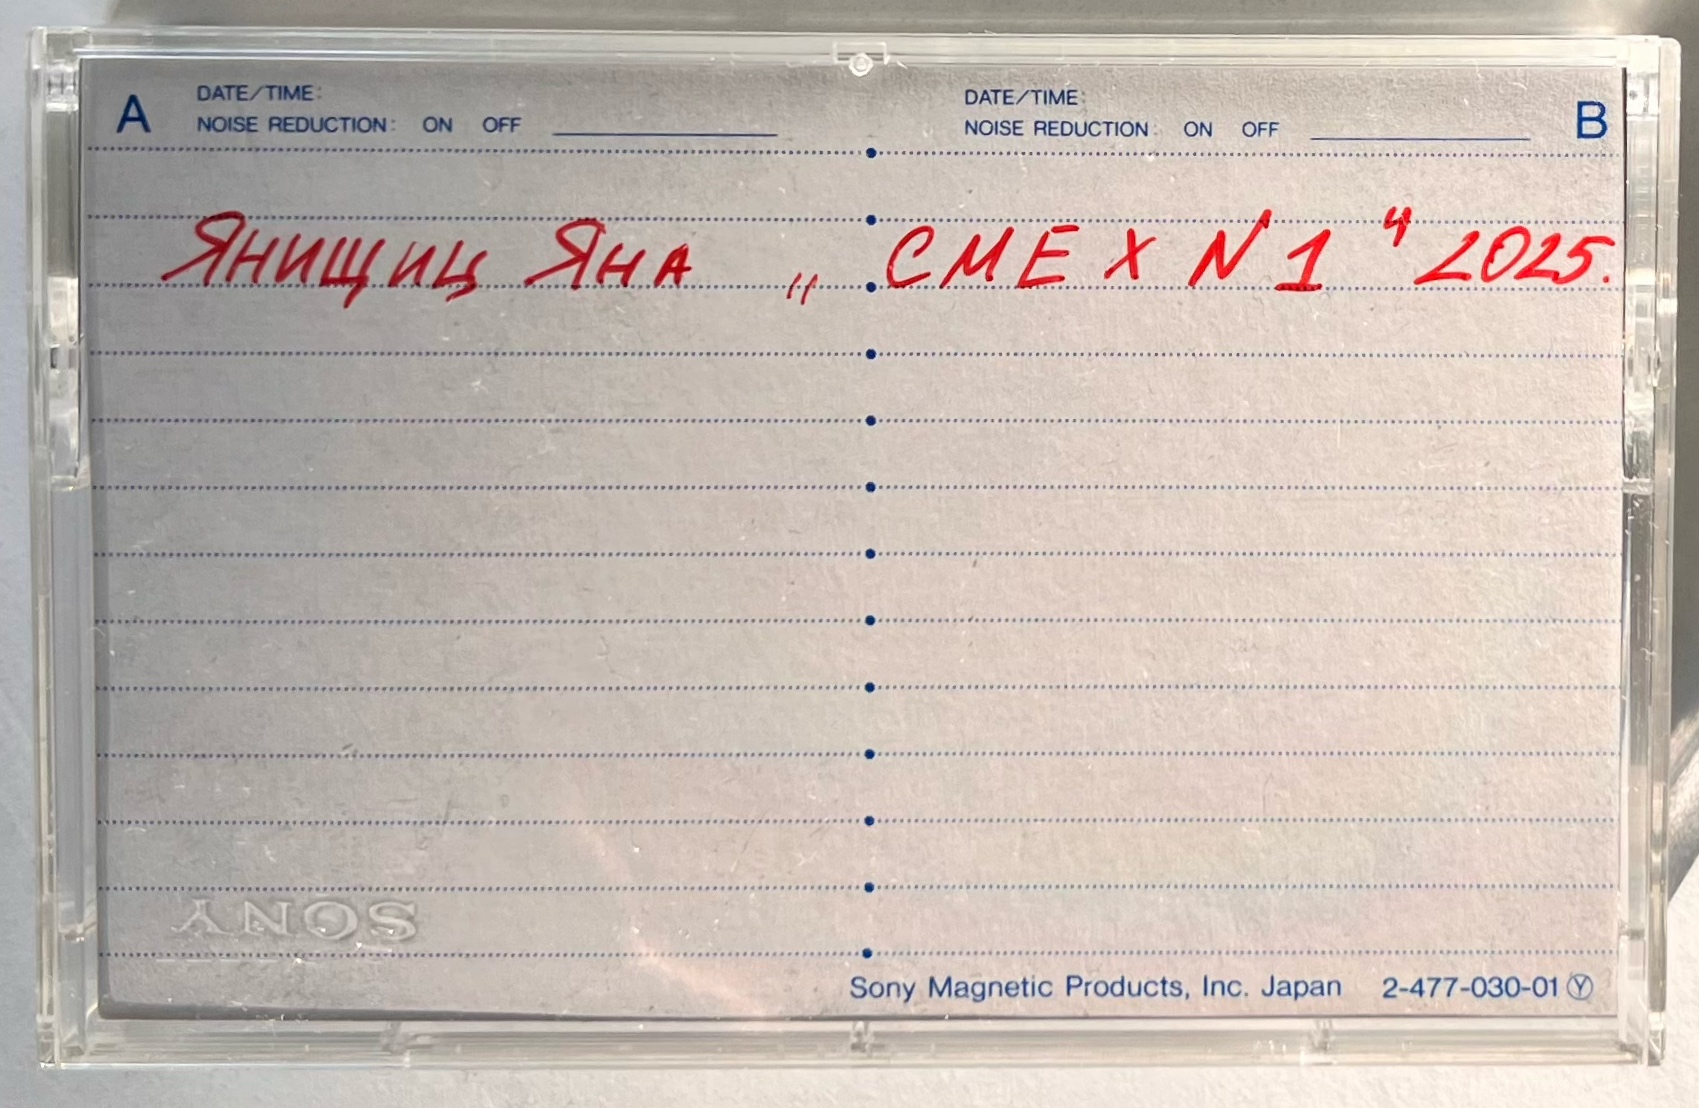 A DATE/TIME: DATE/TIME: B
NOISE REDUCTION: ON OFF NOISE REDUCTION: ON OFF
Янищиц Яна „СМЕХ N1" 2025.
SONY
Sony Magnetic Products, Inc. Japan 2-477-030-01 Ⓨ